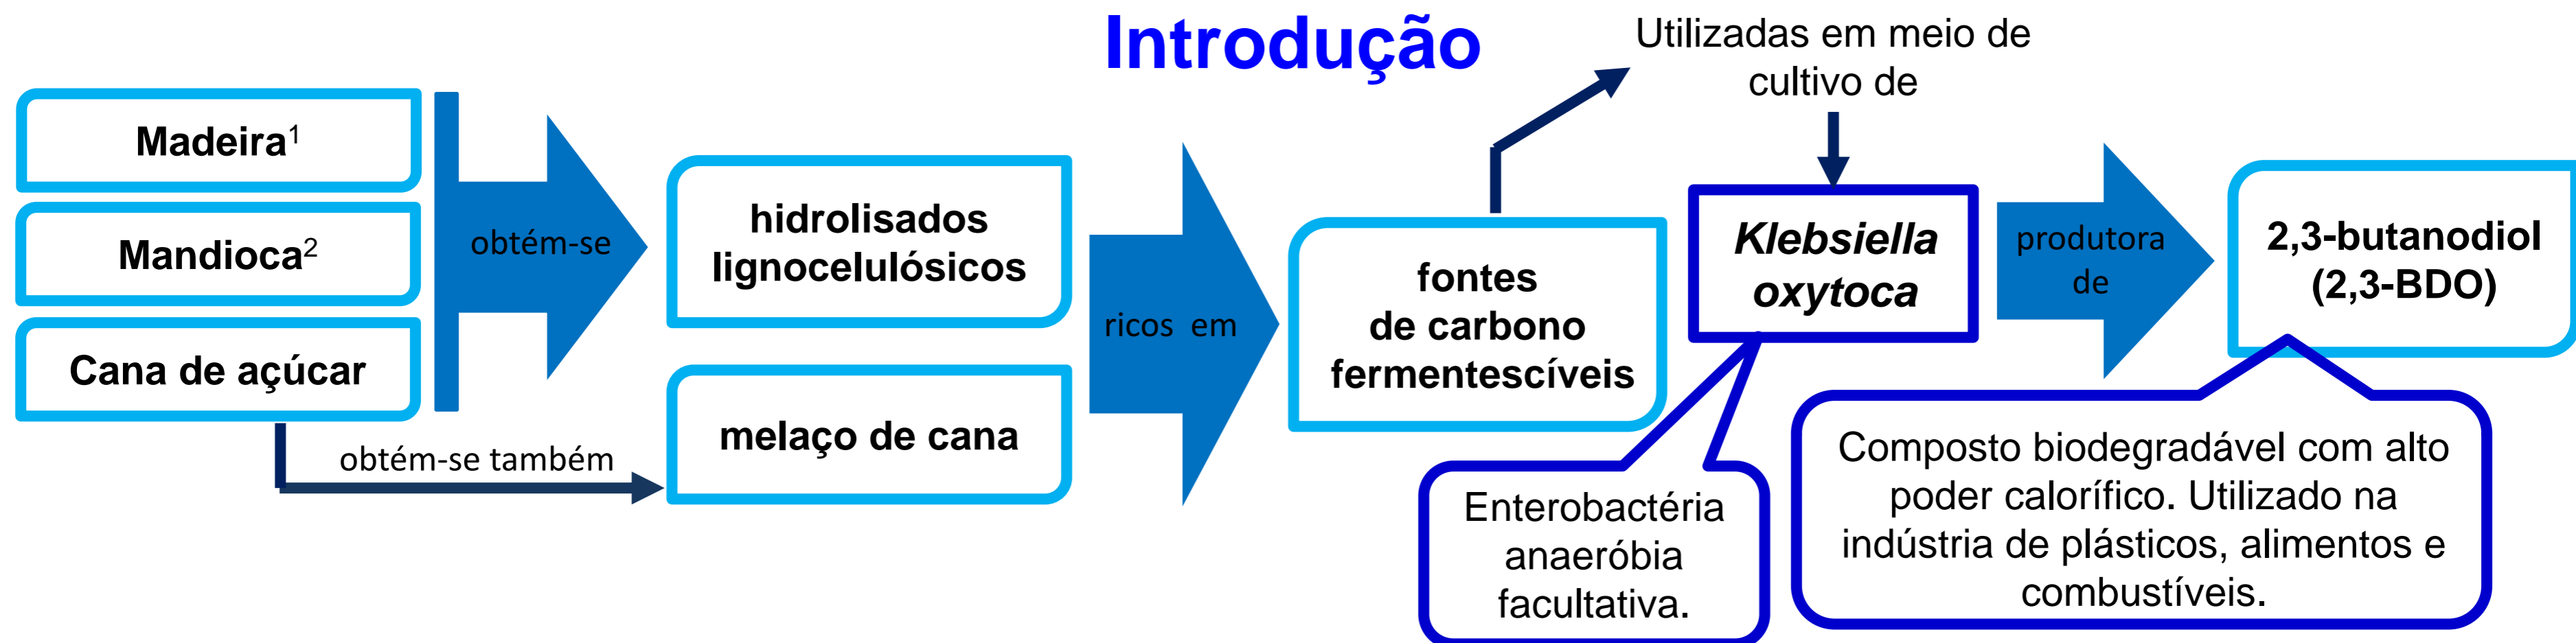 Introdução
Madeira¹
Mandioca²
Cana de açúcar
obtém-se
obtém-se também
hidrolisados
lignocelulósicos
melaço de cana
ricos em
fontes
de carbono
fermentescíveis
Utilizadas em meio de
cultivo de
Klebsiella
oxytoca
Enterobactéria
anaeróbia
facultativa.
produtora
de
2,3-butanodiol
(2,3-BDO)
Composto biodegradável com alto
poder calorífico. Utilizado na
indústria de plásticos, alimentos e
combustíveis.